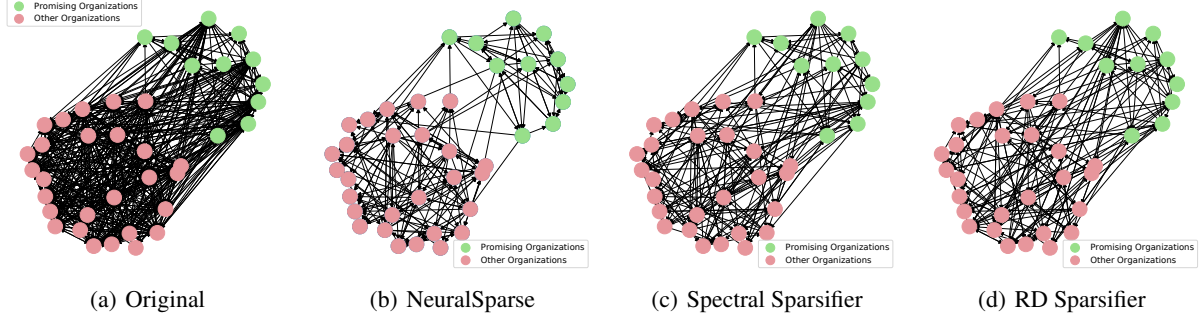 Promising Organizations
Other Organizations
Promising Organizations
Other Organizations
Promising Organizations
Other Organizations
Promising Organizations
Other Organizations
(a) Original
(b) NeuralSparse
(c) Spectral Sparsifier
(d) RD Sparsifier